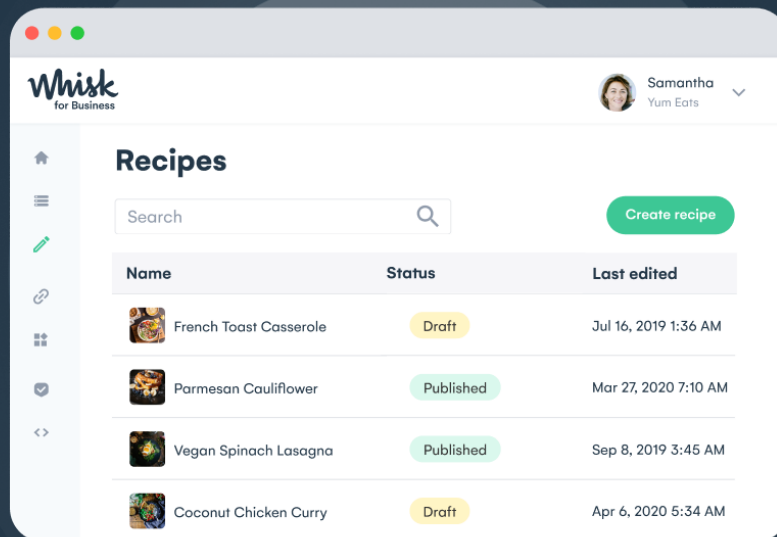 Whisk
for Business
Samantha
Yum Eats
Recipes
Search
Create recipe
Name Status Last edited
French Toast Casserole Draft Jul 16, 2019 1:36 AM
Parmesan Cauliflower Published Mar 27, 2020 7:10 AM
Vegan Spinach Lasagna Published Sep 8, 2019 3:45 AM
Coconut Chicken Curry Draft Apr 6, 2020 5:34 AM